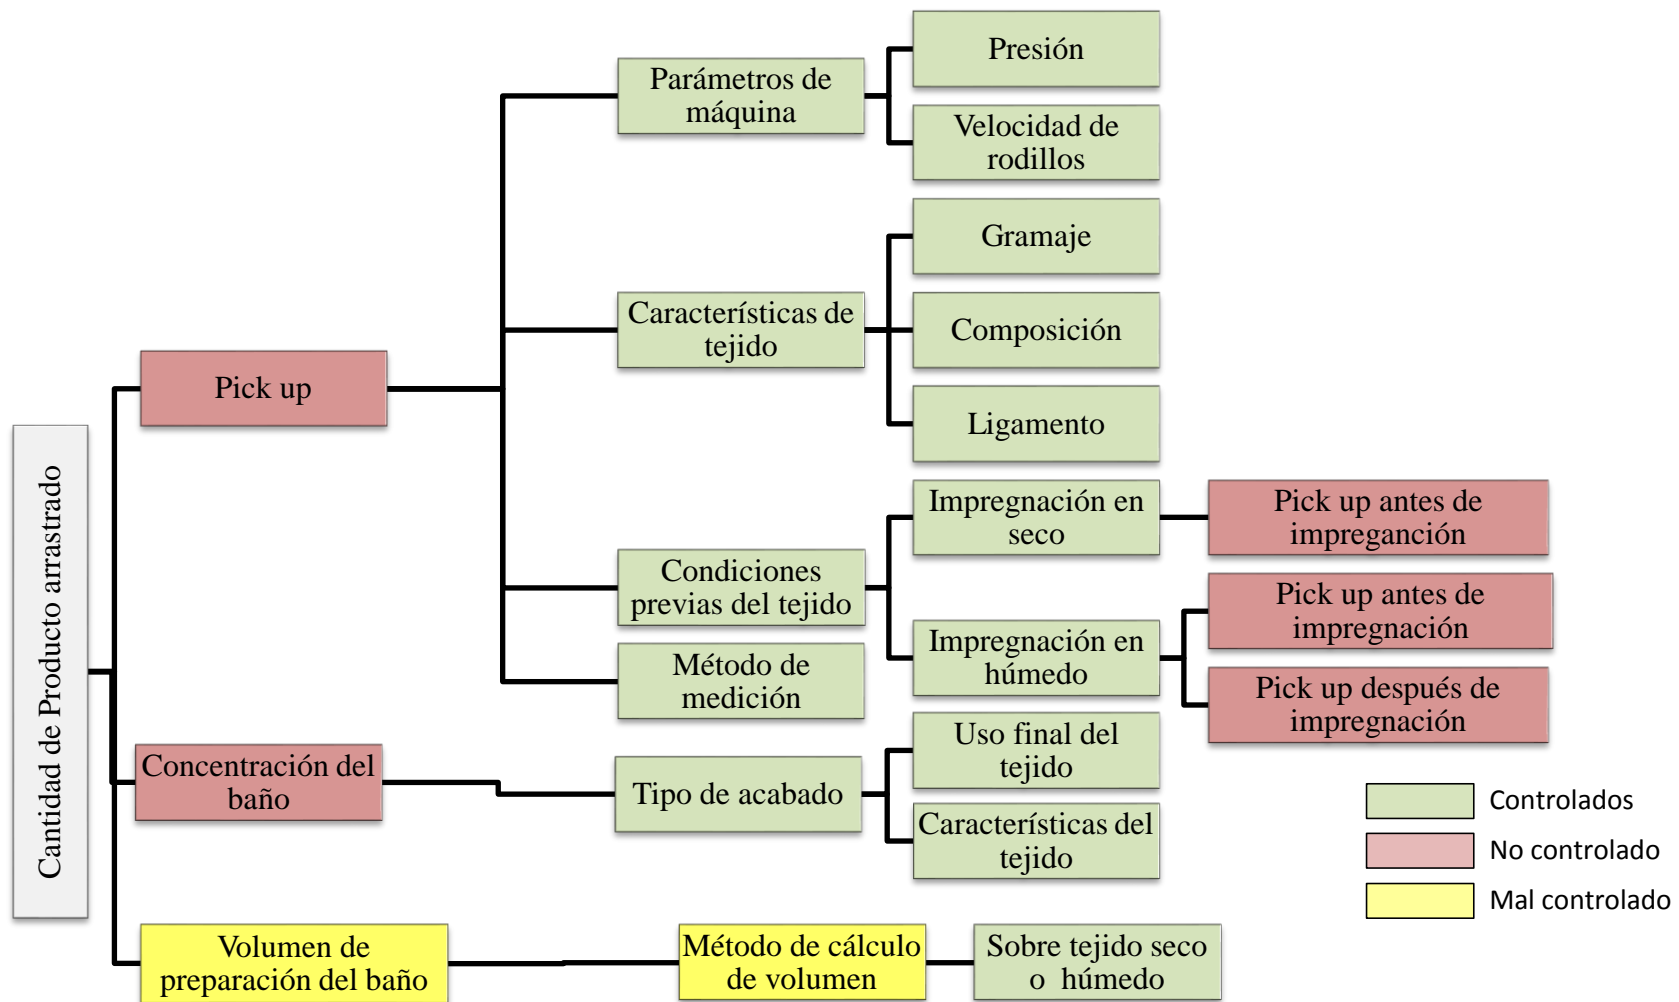 Cantidad de Producto arrastrado
Pick up
Parámetros de
máquina
Presión
Velocidad de
rodillos
Características de
tejido
Gramaje
Composición
Ligamento
Condiciones
previas del tejido
Impregnación en
seco
Pick up antes de
impreganción
Impregnación en
húmedo
Pick up antes de
impregnación
Pick up después de
impregnación
Método de
medición
Concentración del
baño
Tipo de acabado
Uso final del
tejido
Características del
tejido
Volumen de
preparación del baño
Método de cálculo
de volumen
Sobre tejido seco
o húmedo
Controlados
No controlado
Mal controlado